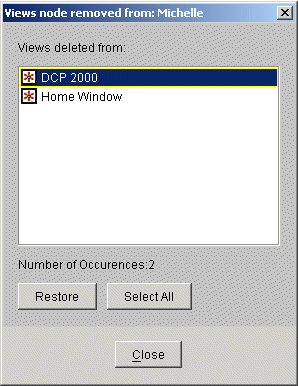 Views node removed from: Michelle
Views deleted from:
DCP 2000
Home Window
Number of Occurences:2
Restore
Select All
Close